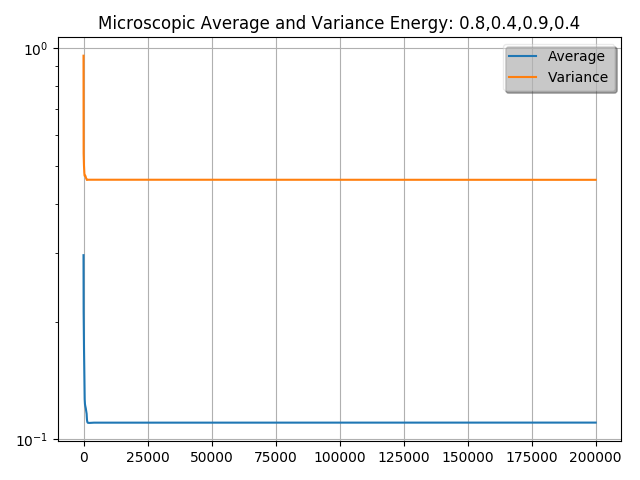 Microscopic Average and Variance Energy: 0.8,0.4,0.9,0.4
10⁰
Average
Variance
10⁻¹
0 25000 50000 75000 100000 125000 150000 175000 200000